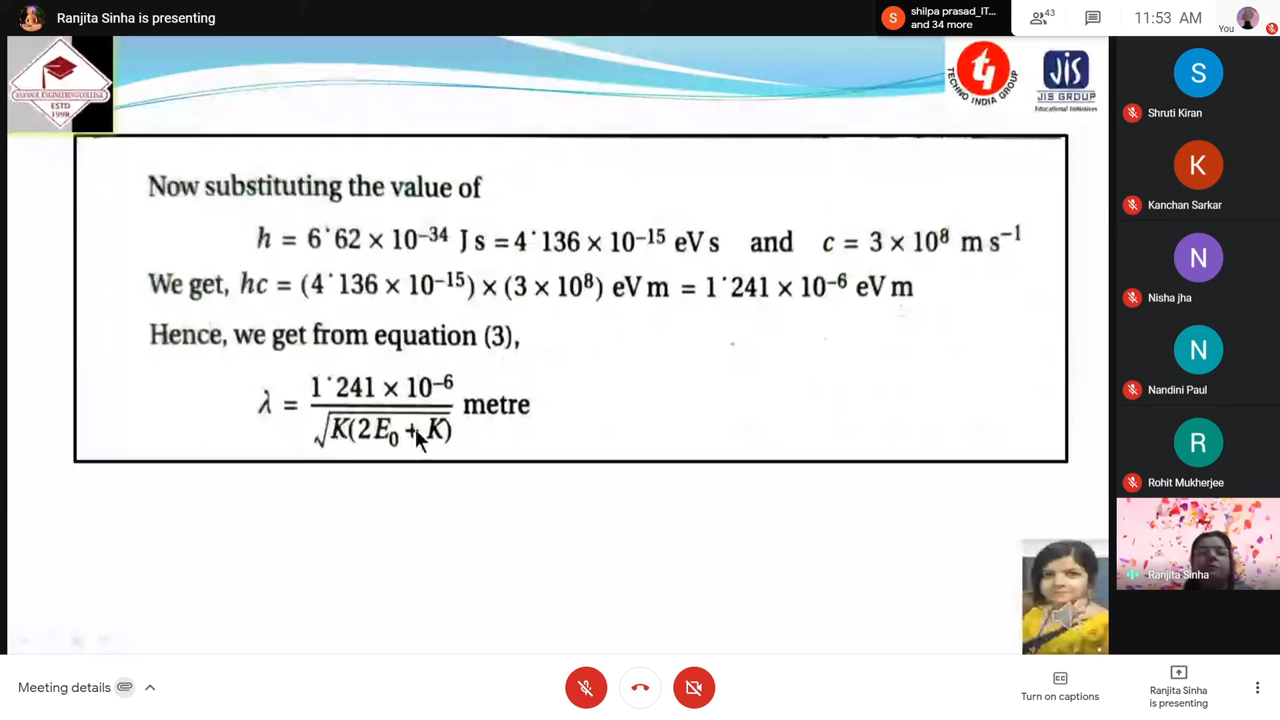 Ranjita Sinha is presenting
shilpa prasad_IT...
and 34 more
43
11:53 AM
You
ASANSOL ENGINEERING COLLEGE
ESTD
1998
TECHNO INDIA GROUP
JIS
JIS GROUP
Educational Initiatives
Now substituting the value of
h = 6˙62 × 10⁻³⁴ J s = 4˙136 × 10⁻¹⁵ eV s and c = 3 × 10⁸ m s⁻¹
We get, hc = (4˙136 × 10⁻¹⁵) × (3 × 10⁸) eV m = 1˙241 × 10⁻⁶ eV m
Hence, we get from equation (3),
λ = 1˙241 × 10⁻⁶ / √K(2E₀ + K) metre
S
Shruti Kiran
K
Kanchan Sarkar
N
Nisha jha
N
Nandini Paul
R
Rohit Mukherjee
Ranjita Sinha
Meeting details
Turn on captions
Ranjita Sinha
is presenting